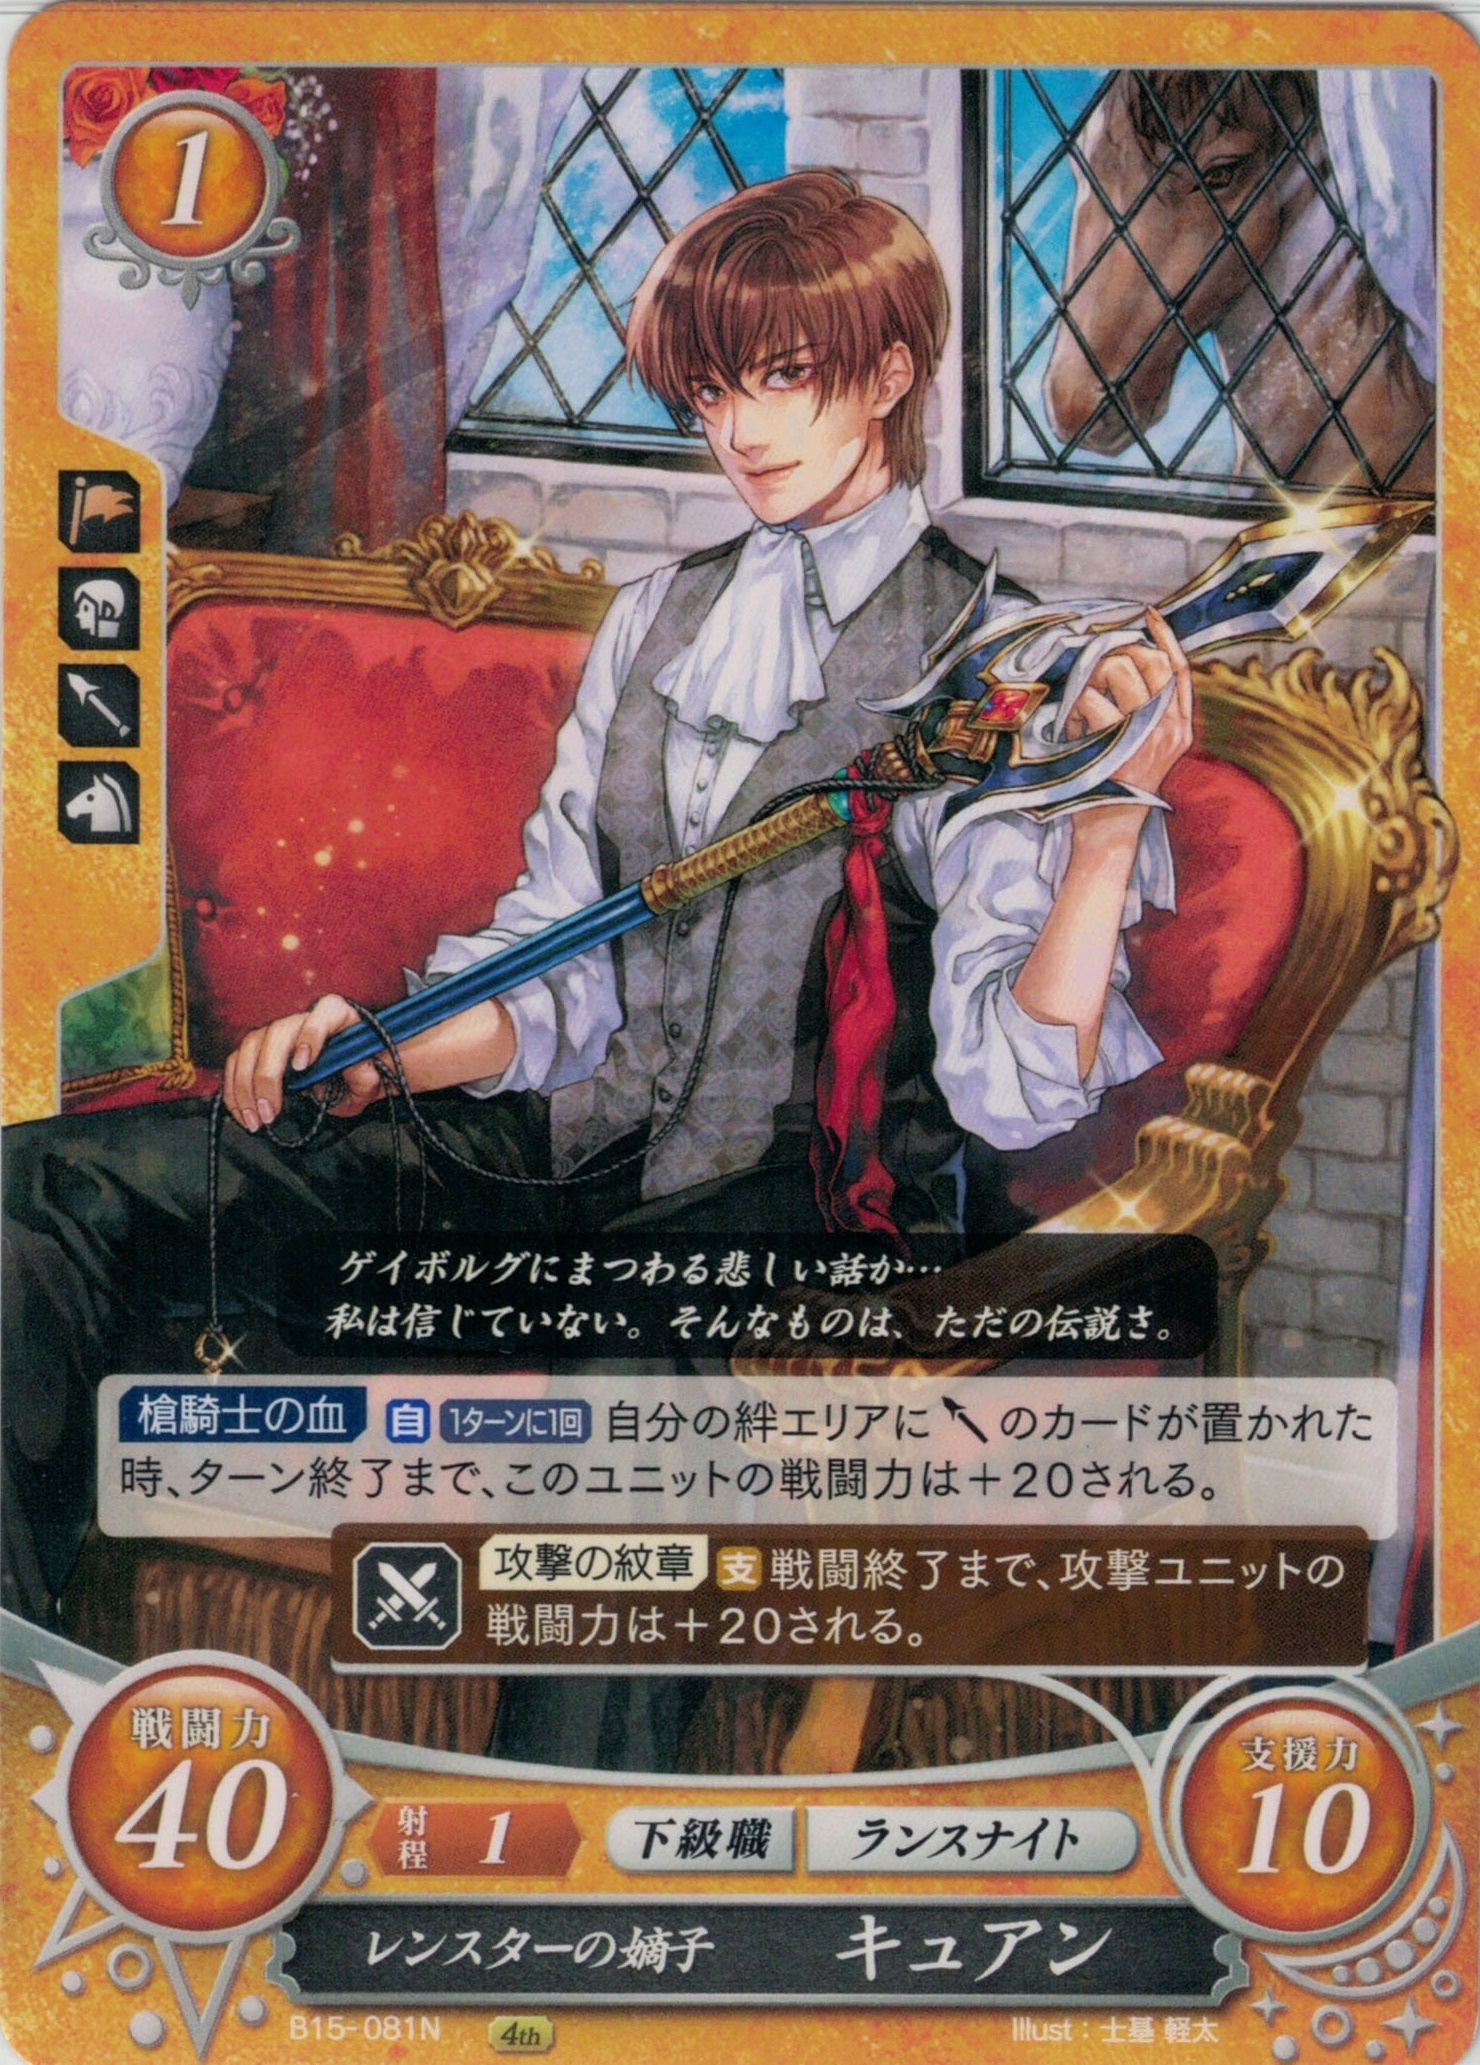 1
ゲイボルグにまつわる悲しい話か…
私は信じていない。そんなものは、ただの伝説さ。
槍騎士の血 自 1ターンに1回 自分の絆エリアに のカードが置かれた
時、ターン終了まで、このユニットの戦闘力は+20される。
攻撃の紋章 支 戦闘終了まで、攻撃ユニットの
戦闘力は+20される。
戦闘力
40
射程 1 下級職 ランスナイト
支援力
10
レンスターの嫡子 キュアン
B15-081N 4th Illust:士基 軽太